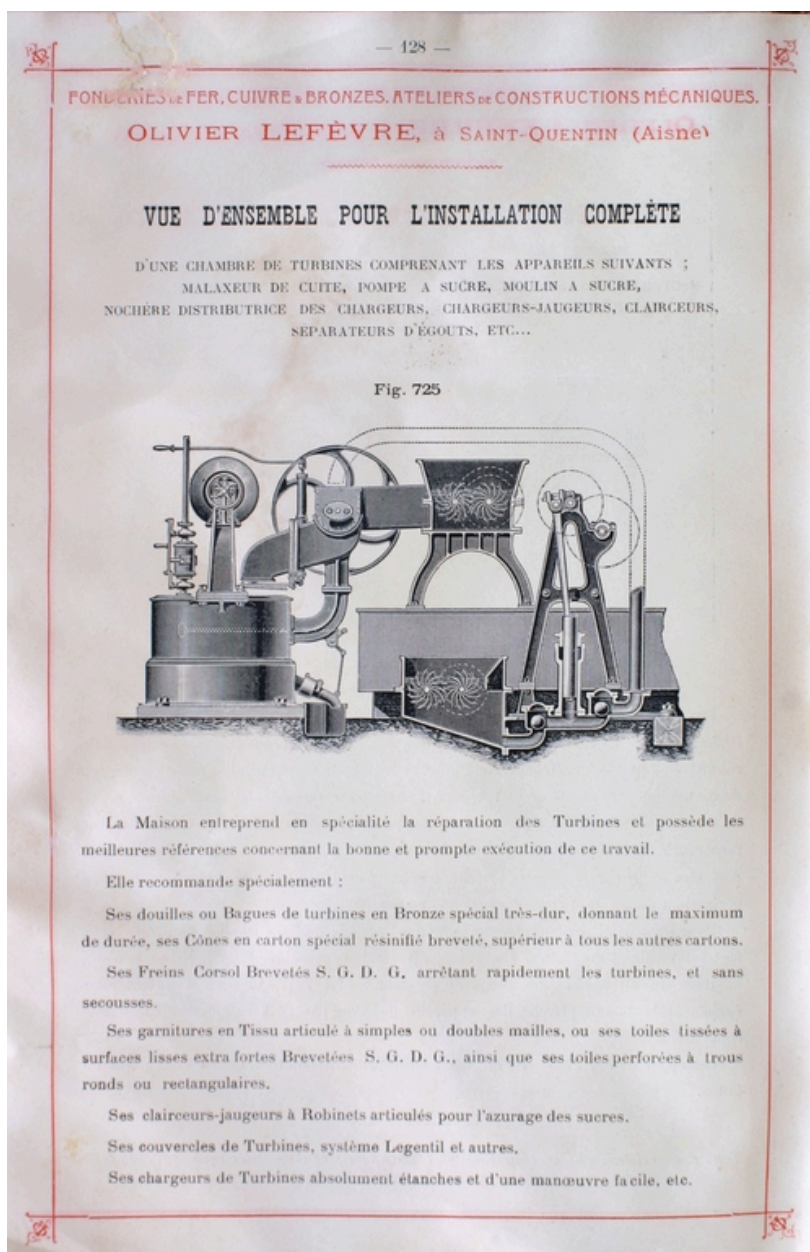 — 128 —
FONDERIES DE FER, CUIVRE & BRONZES. ATELIERS DE CONSTRUCTIONS MÉCANIQUES.
OLIVIER LEFÈVRE, à SAINT-QUENTIN (Aisne)
VUE D'ENSEMBLE POUR L'INSTALLATION COMPLÈTE
D'UNE CHAMBRE DE TURBINES COMPRENANT LES APPAREILS SUIVANTS ;
MALAXEUR DE CUITE, POMPE A SUCRE, MOULIN A SUCRE,
NOCHÈRE DISTRIBUTRICE DES CHARGEURS, CHARGEURS-JAUGEURS, CLAIRCEURS,
SEPARATEURS D'ÉGOUTS, ETC...
Fig. 725
La Maison entreprend en spécialité la réparation des Turbines et possède les
meilleures références concernant la bonne et prompte exécution de ce travail.
Elle recommande spécialement :
Ses douilles ou Bagues de turbines en Bronze spécial très-dur, donnant le maximum
de durée, ses Cônes en carton spécial résinifié breveté, supérieur à tous les autres cartons.
Ses Freins Corsol Brevetés S. G. D. G. arrêtant rapidement les turbines, et sans
secousses.
Ses garnitures en Tissu articulé à simples ou doubles mailles, ou ses toiles tissées à
surfaces lisses extra fortes Brevetées S. G. D. G., ainsi que ses toiles perforées à trous
ronds ou rectangulaires.
Ses clairceurs-jaugeurs à Robinets articulés pour l'azurage des sucres.
Ses couvercles de Turbines, système Legentil et autres.
Ses chargeurs de Turbines absolument étanches et d'une manœuvre facile, etc.